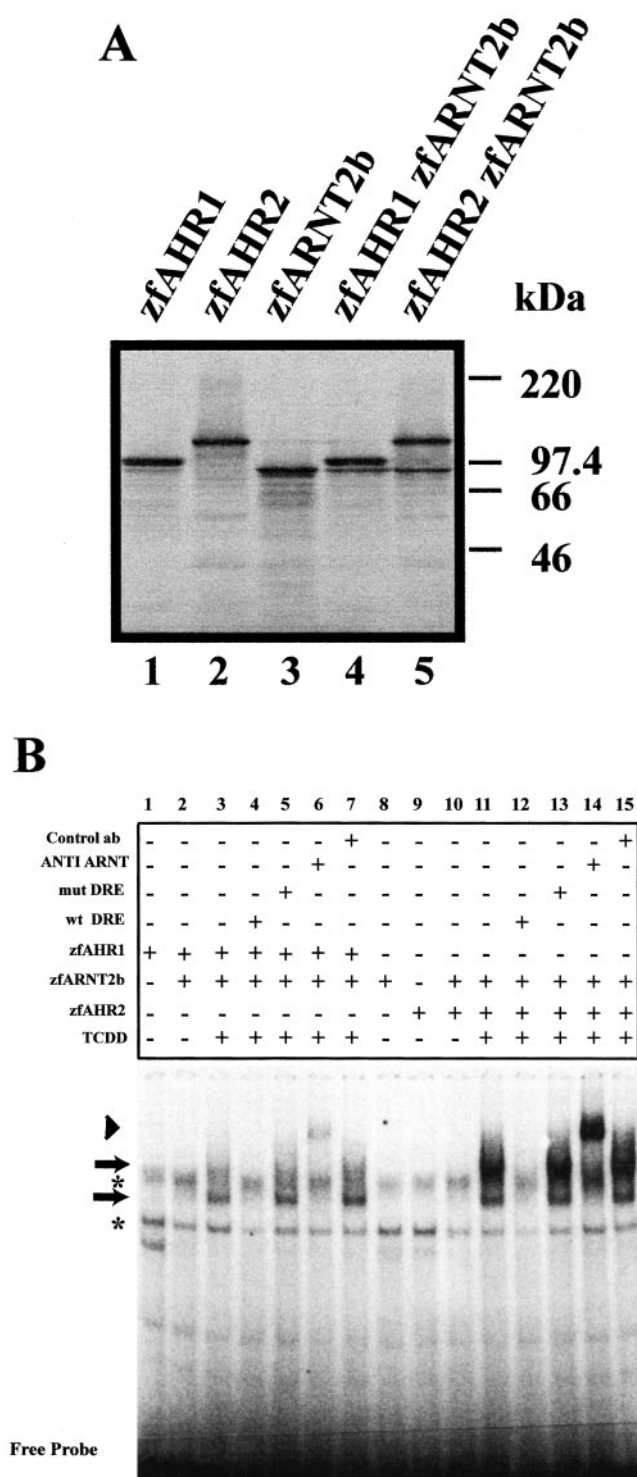 A
zfAHR1
zfAHR2
zfARNT2b
zfAHR1 zfARNT2b
zfAHR2 zfARNT2b
kDa
220
97.4
66
46
1 2 3 4 5
B
1 2 3 4 5 6 7 8 9 10 11 12 13 14 15
Control ab - - - - - - + - - - - - - - +
ANTI ARNT - - - - - + - - - - - - - + -
mut DRE - - - - + - - - - - - - + - -
wt DRE - - - + - - - - - - - + - - -
zfAHR1 + + + + + + + - - - - - - - -
zfARNT2b - + + + + + + + - + + + + + +
zfAHR2 - - - - - - - - + + + + + + +
TCDD - - + + + + + - - - + + + + +
*
*
Free Probe